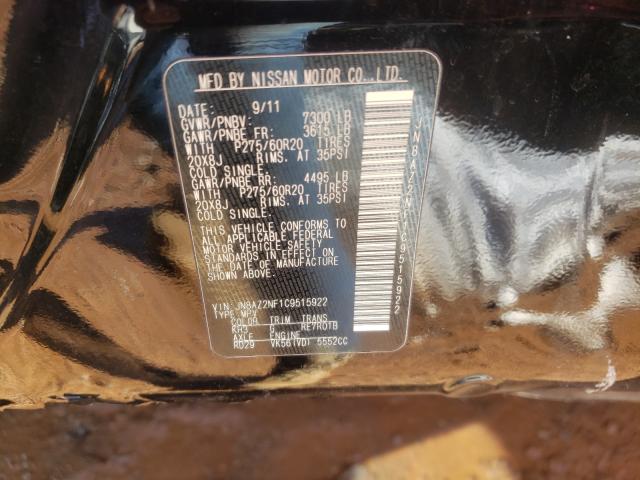 MFD BY NISSAN MOTOR CO.,LTD.
DATE: 9/11
GVWR/PNBV: 7300 LB
GAWR/PNBE FR: 3615 LB
WITH P275/60R20 TIRES
20X8J RIMS. AT 35PSI
COLD SINGLE.
GAWR/PNBE RR: 4495 LB
WITH P275/60R20 TIRES
20X8J RIMS. AT 35PSI
COLD SINGLE.
THIS VEHICLE CONFORMS TO
ALL APPLICABLE FEDERAL
MOTOR VEHICLE SAFETY
STANDARDS IN EFFECT ON
THE DATE OF MANUFACTURE
SHOWN ABOVE.
VIN: JN8AZ2NF1C9515922
TYPE: MPV
COLOR TRIM TRANS
KH3 G RE7R01B
AXLE ENGINE
RD29 VK56(VD) 5552CC
JN8AZ2NF1C9515922